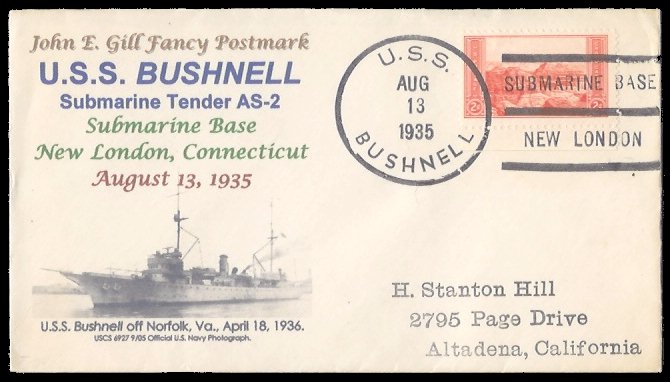 John E. Gill Fancy Postmark
U.S.S. BUSHNELL
Submarine Tender AS-2
Submarine Base
New London, Connecticut
August 13, 1935
U.S.S. Bushnell off Norfolk, Va., April 18, 1936.
USCS 6927 9/05 Official U.S. Navy Photograph.
U.S.S.
AUG
13
1935
BUSHNELL
SUBMARINE BASE
NEW LONDON
2¢ 2¢
H. Stanton Hill
2795 Page Drive
Altadena, California